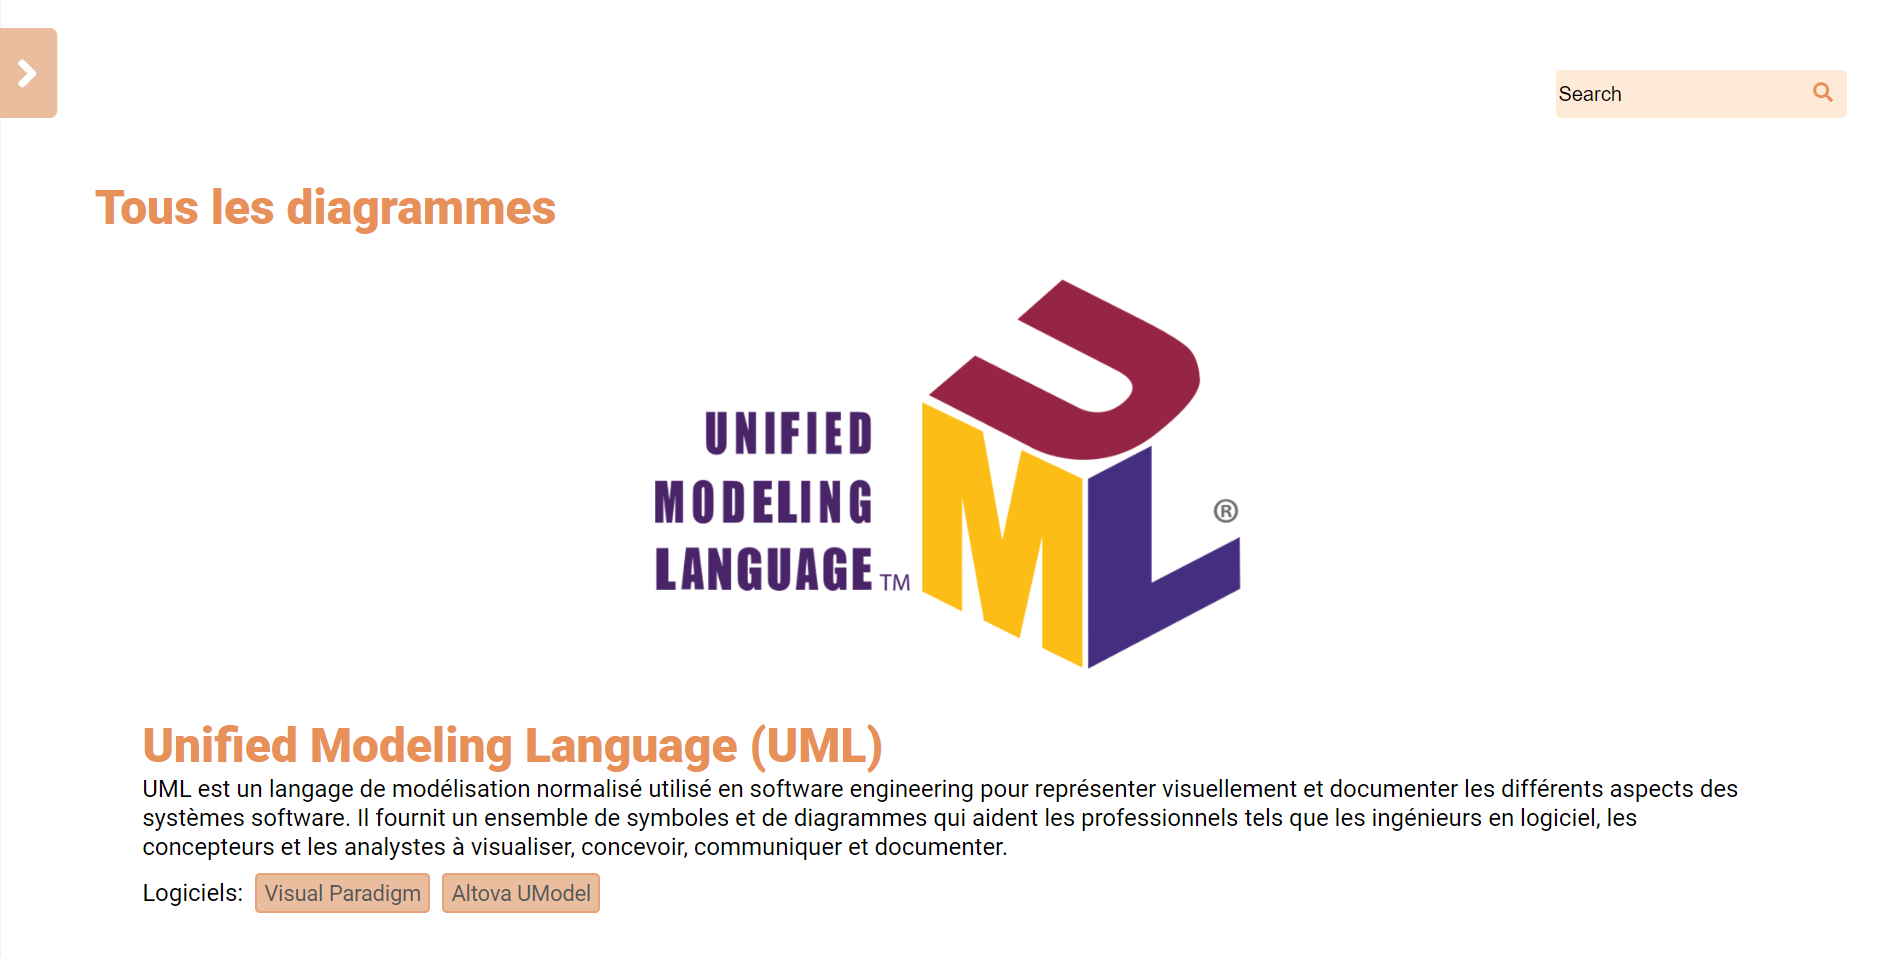 Search
Tous les diagrammes
UNIFIED
MODELING
LANGUAGE TM
UML ®
Unified Modeling Language (UML)
UML est un langage de modélisation normalisé utilisé en software engineering pour représenter visuellement et documenter les différents aspects des
systèmes software. Il fournit un ensemble de symboles et de diagrammes qui aident les professionnels tels que les ingénieurs en logiciel, les
concepteurs et les analystes à visualiser, concevoir, communiquer et documenter.
Logiciels: Visual Paradigm Altova UModel